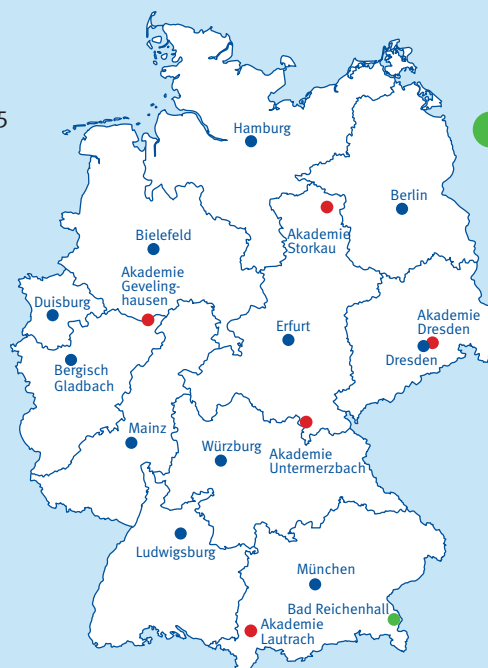 5
Hamburg
Berlin
Akademie
Storkau
Bielefeld
Akademie
Geveling-
hausen
Duisburg
Akademie
Dresden
Erfurt
Dresden
Bergisch
Gladbach
Mainz
Würzburg
Akademie
Untermerzbach
Ludwigsburg
München
Bad Reichenhall
Akademie
Lautrach